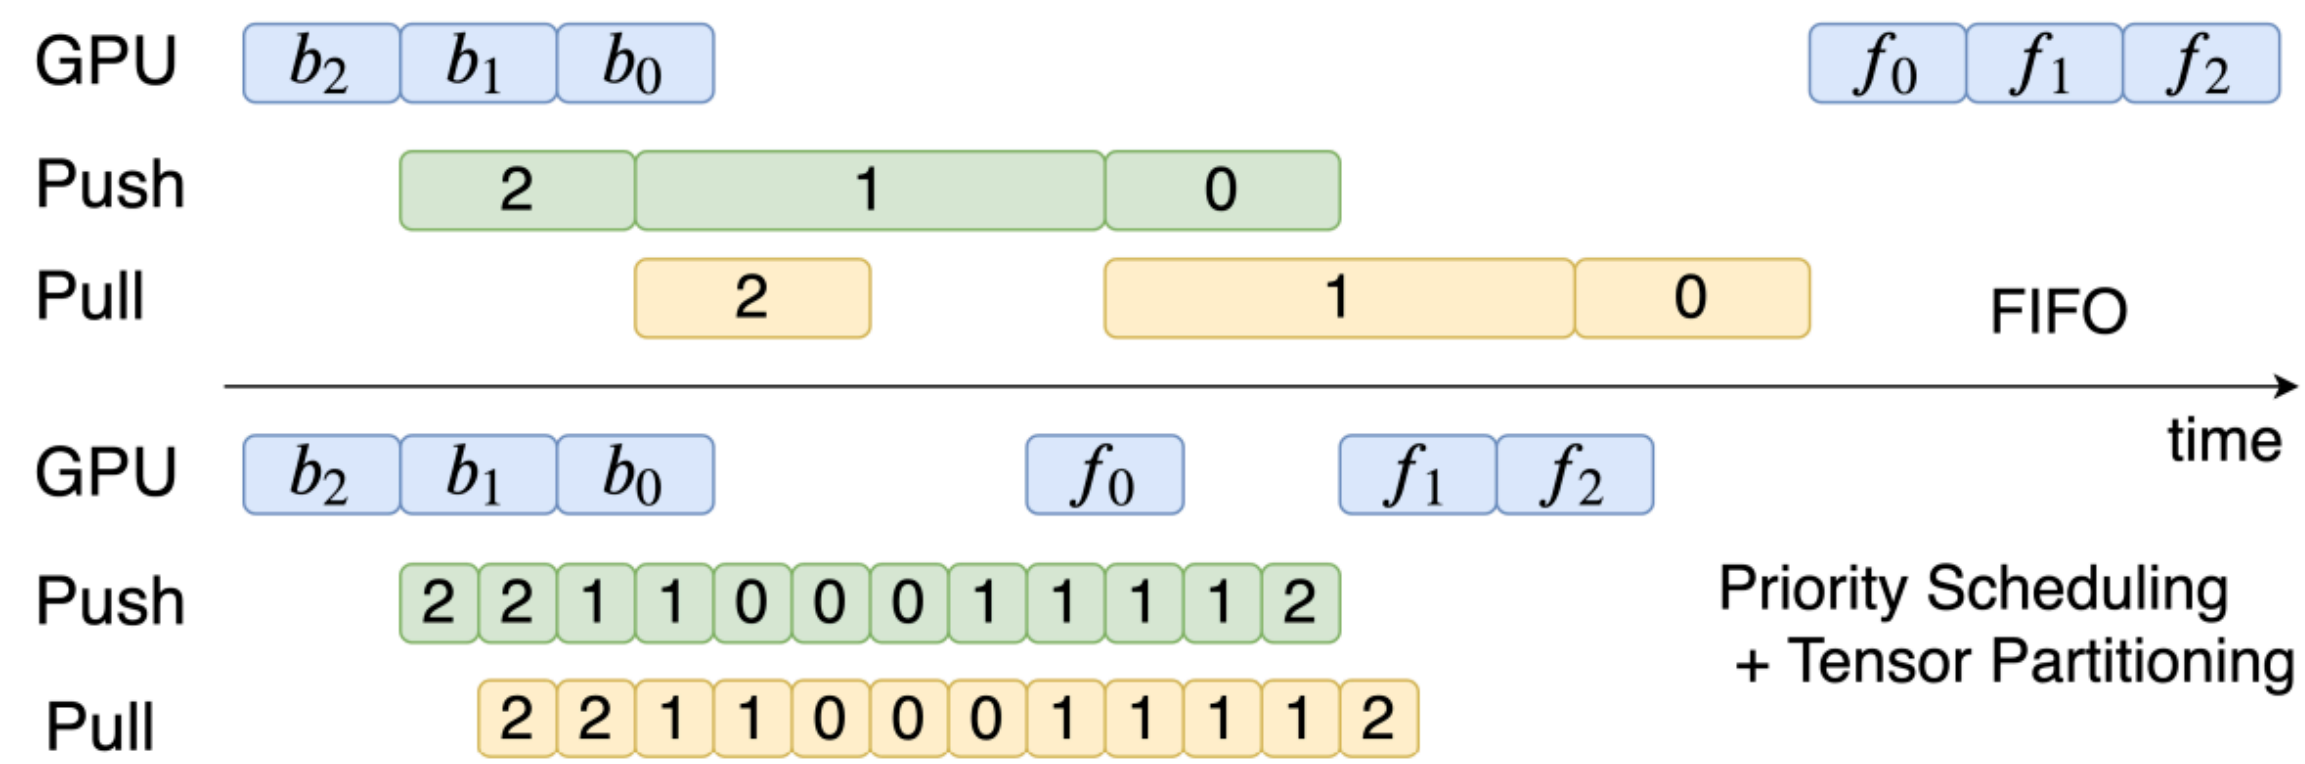 GPU b₂ b₁ b₀ f₀ f₁ f₂
Push 2 1 0
Pull 2 1 0 FIFO
time
GPU b₂ b₁ b₀ f₀ f₁ f₂
Push 2 2 1 1 0 0 0 1 1 1 1 2 Priority Scheduling
+ Tensor Partitioning
Pull 2 2 1 1 0 0 0 1 1 1 1 2